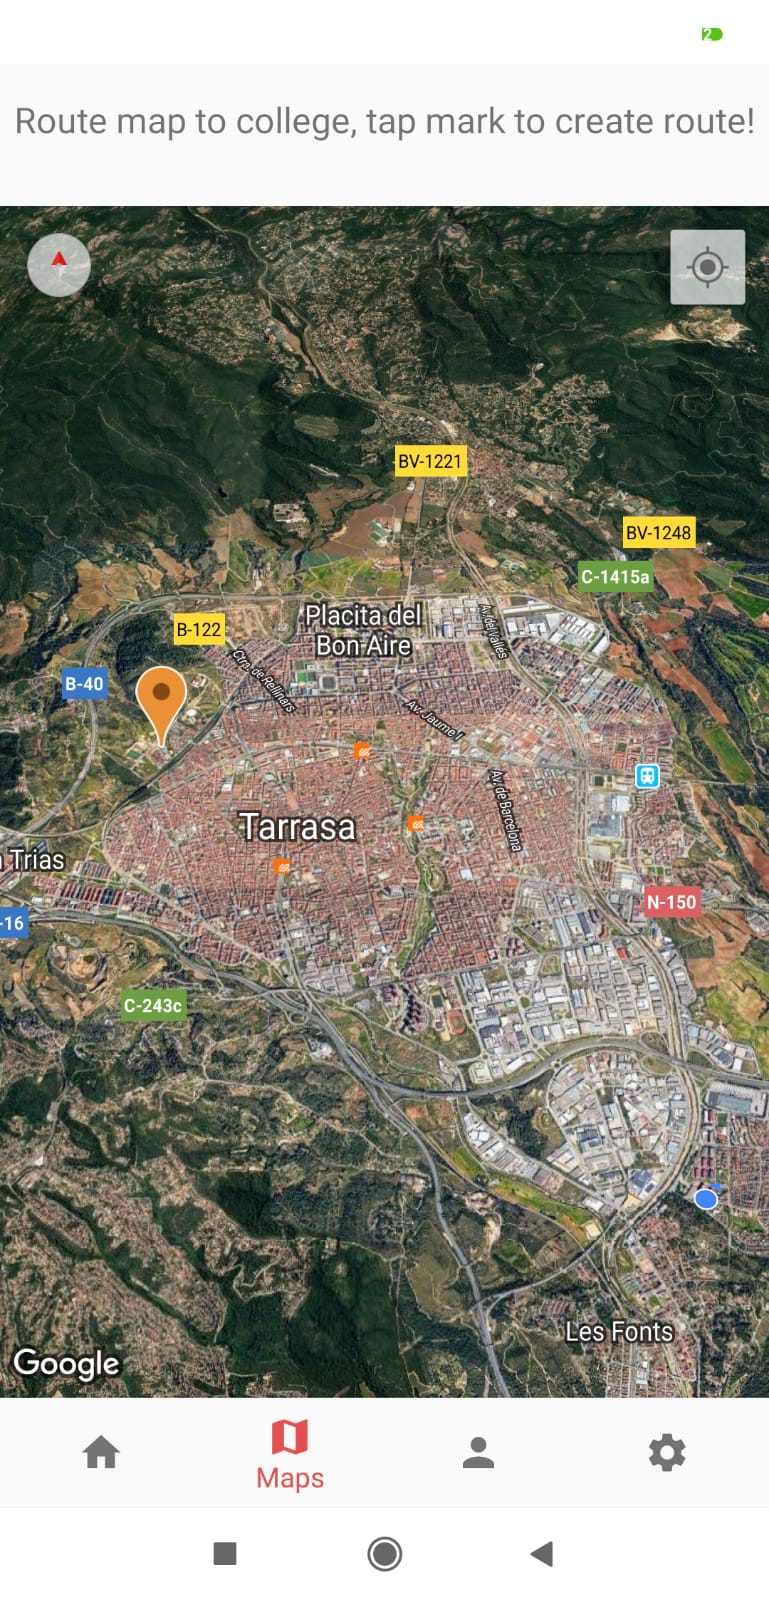 2
Route map to college, tap mark to create route!
BV-1221
BV-1248
C-1415a
Placita del
Bon Aire
Av. del Vallès
B-122
Ctra. de Rellinars
B-40
Av. Jaume I
Av. de Barcelona
Tarrasa
Trias
N-150
-16
C-243c
Les Fonts
Google
Maps